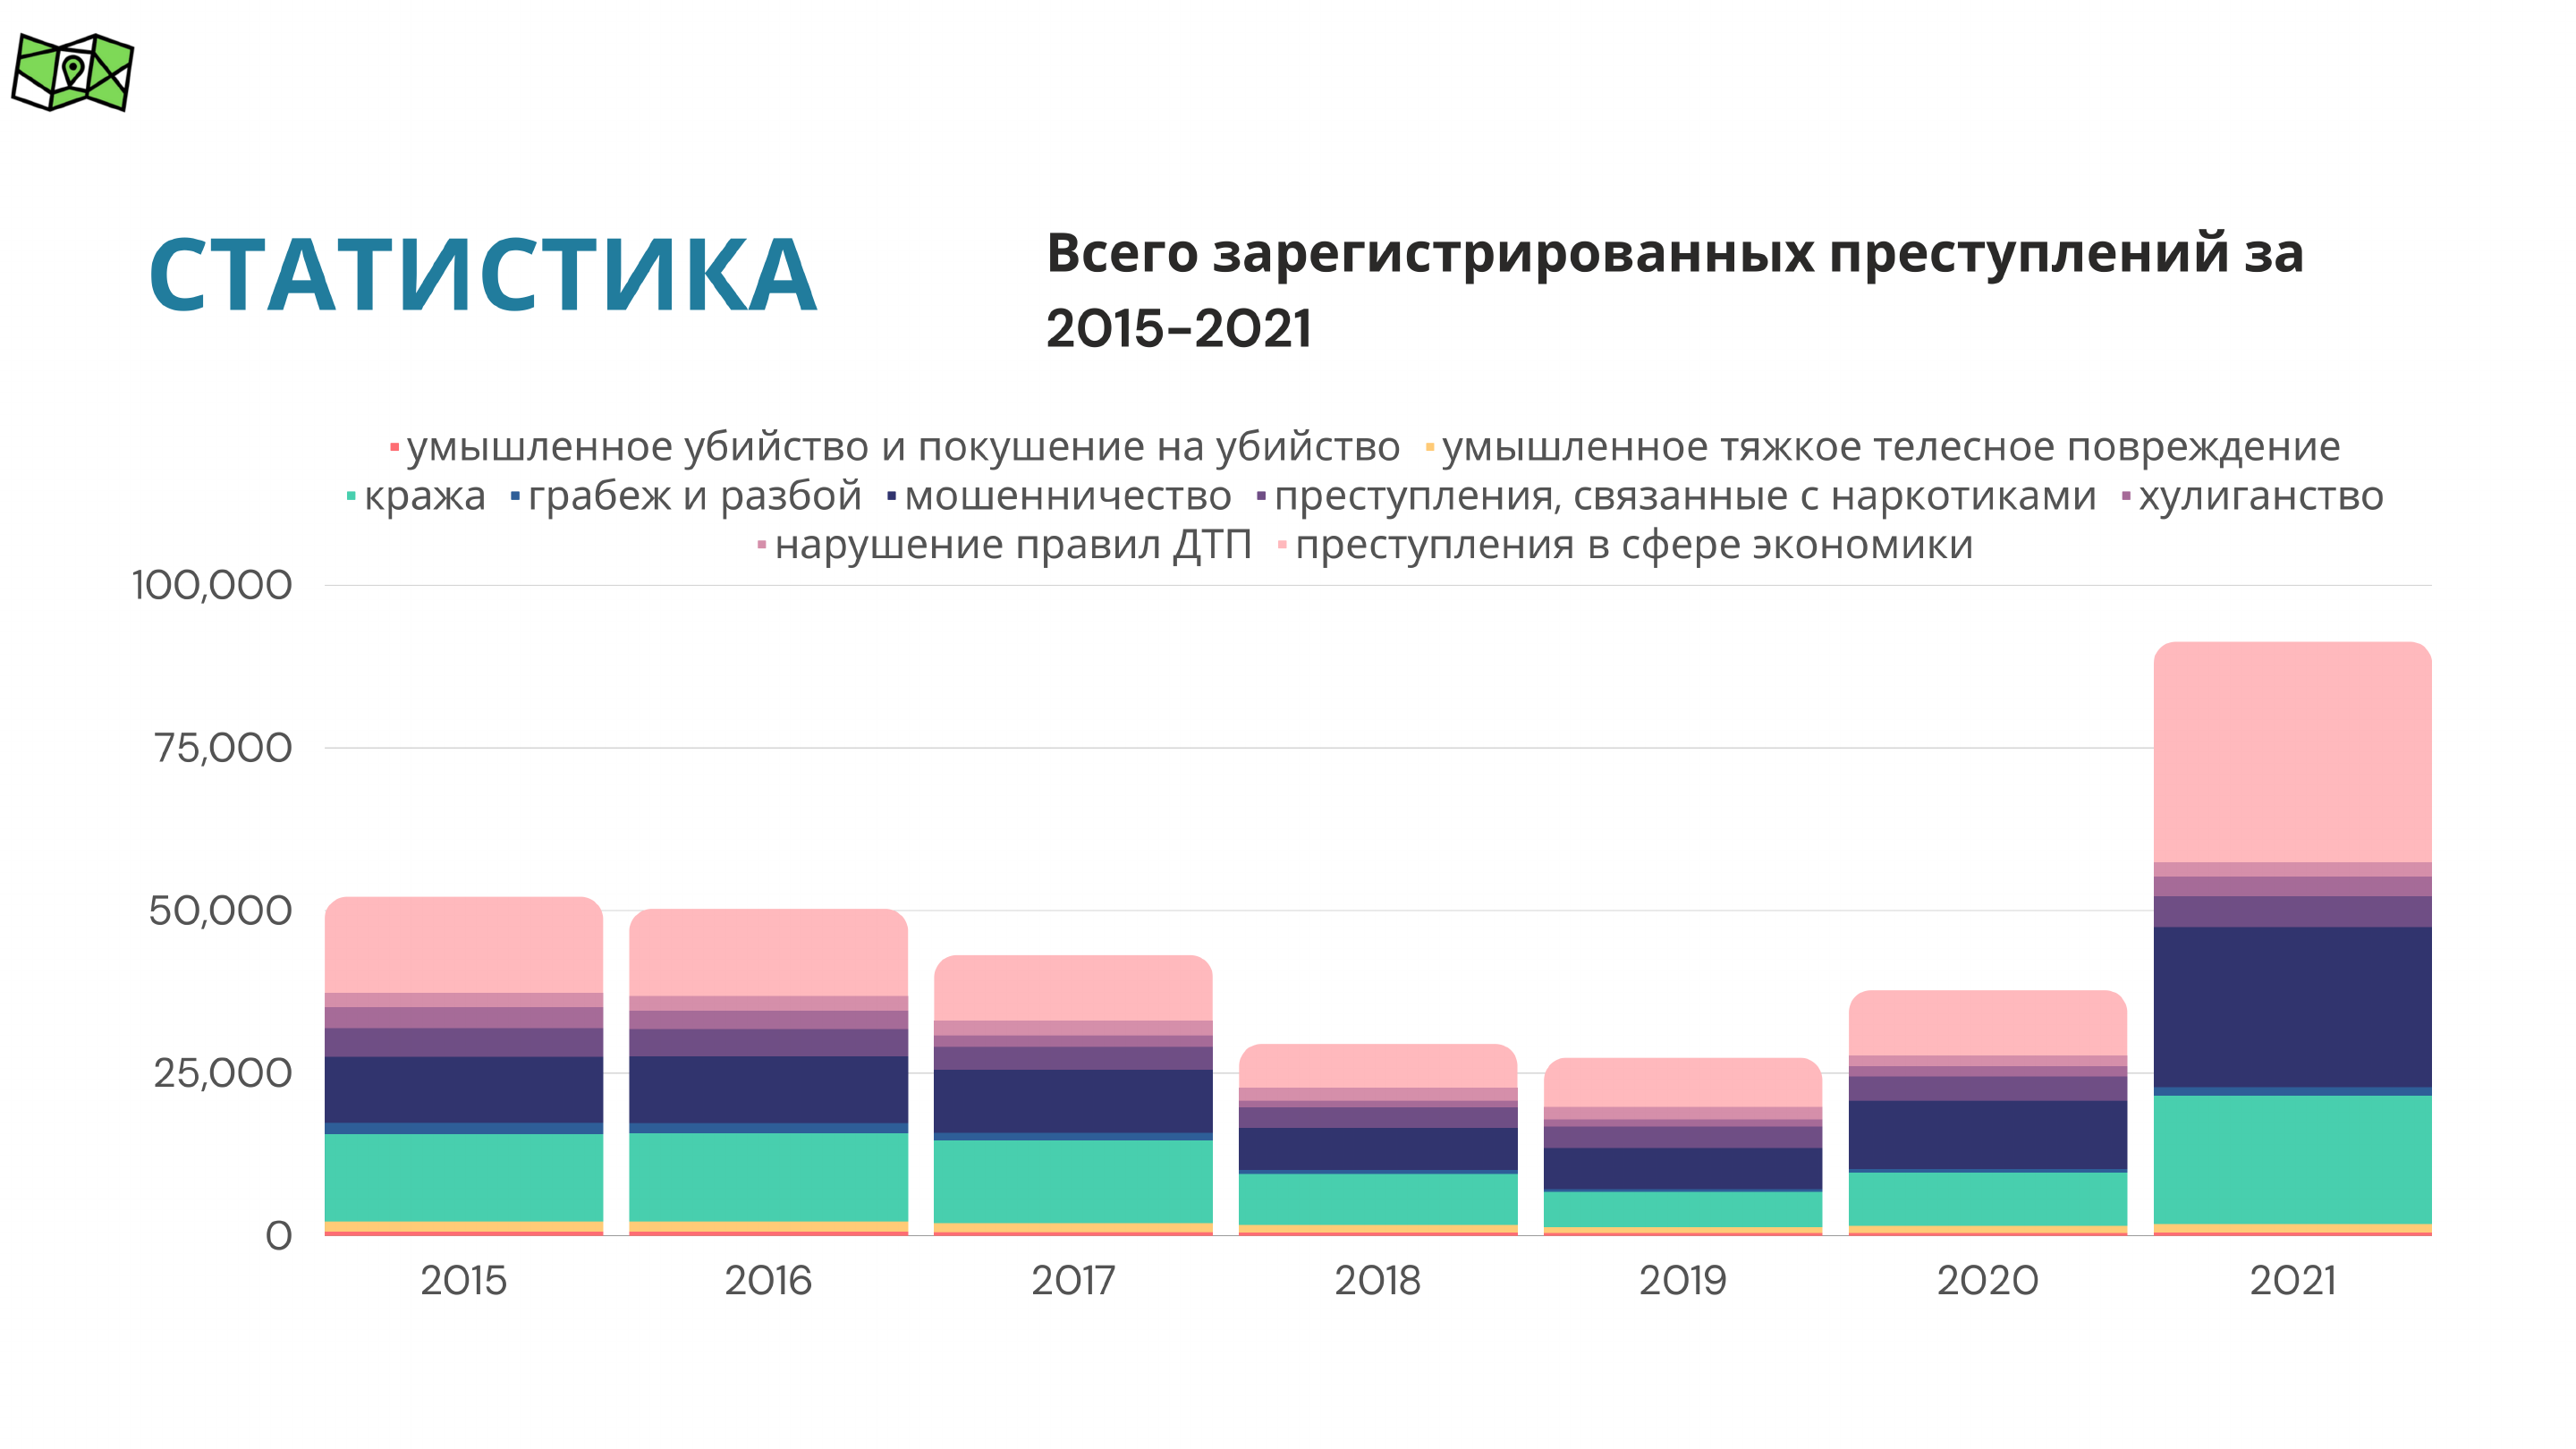 СТАТИСТИКА
Всего зарегистрированных преступлений за
2015-2021
умышленное убийство и покушение на убийство умышленное тяжкое телесное повреждение
кража грабеж и разбой мошенничество преступления, связанные с наркотиками хулиганство
нарушение правил ДТП преступления в сфере экономики
100,000
75,000
50,000
25,000
0
2015 2016 2017 2018 2019 2020 2021